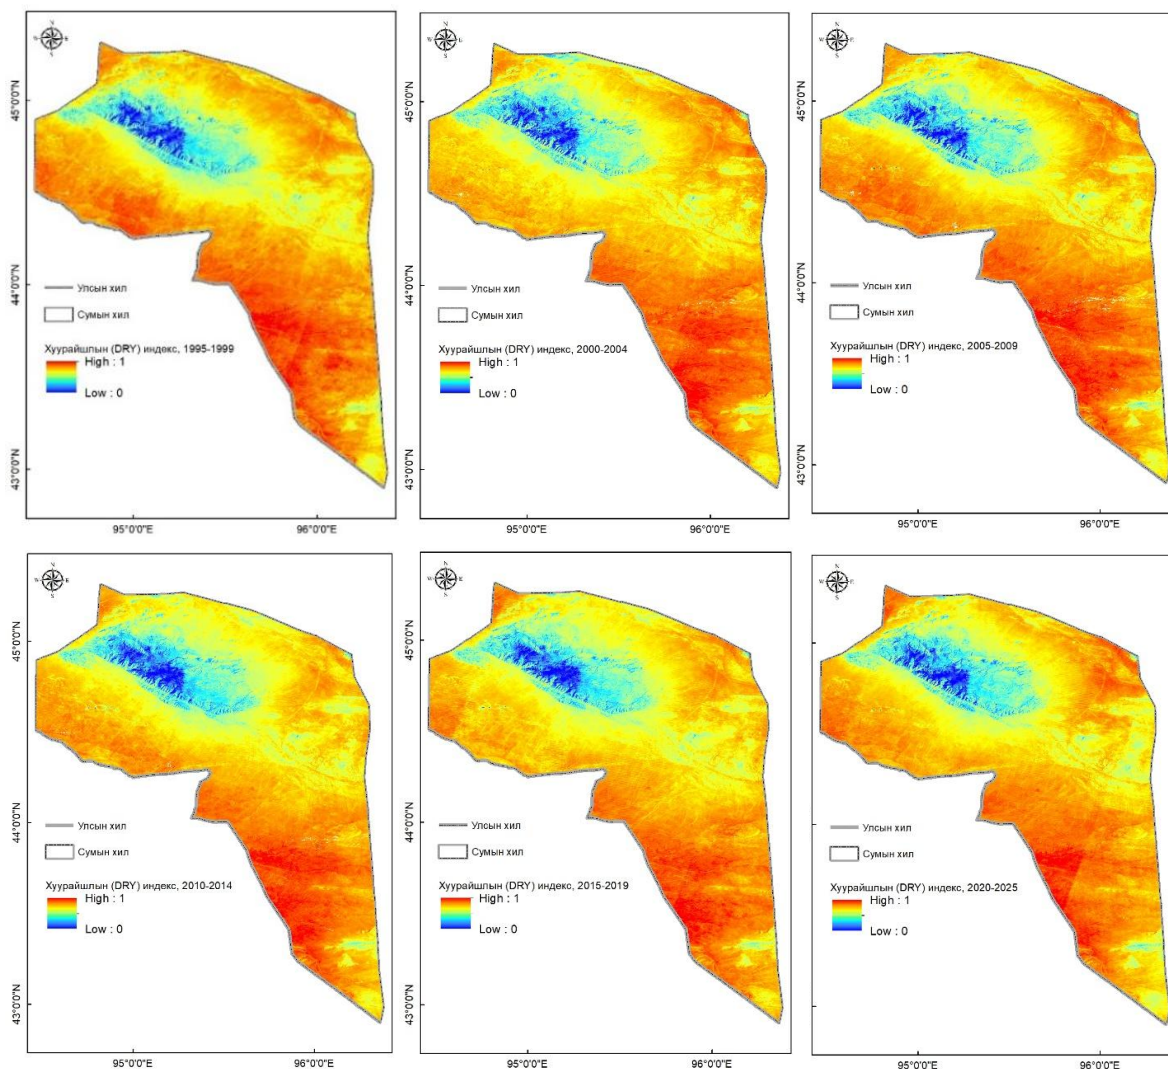 N
W E
S
45°0'0"N
44°0'0"N
43°0'0"N
Улсын хил
Сумын хил
Хуурайшлын (DRY) индекс, 1995-1999
High : 1
Low : 0
95°0'0"E 96°0'0"E
N
W E
S
45°0'0"N
44°0'0"N
43°0'0"N
Улсын хил
Сумын хил
Хуурайшлын (DRY) индекс, 2000-2004
High : 1
Low : 0
95°0'0"E 96°0'0"E
N
W E
S
45°0'0"N
44°0'0"N
43°0'0"N
Улсын хил
Сумын хил
Хуурайшлын (DRY) индекс, 2005-2009
High : 1
Low : 0
95°0'0"E 96°0'0"E
N
W E
S
45°0'0"N
44°0'0"N
43°0'0"N
Улсын хил
Сумын хил
Хуурайшлын (DRY) индекс, 2010-2014
High : 1
Low : 0
95°0'0"E 96°0'0"E
N
W E
S
45°0'0"N
44°0'0"N
43°0'0"N
Улсын хил
Сумын хил
Хуурайшлын (DRY) индекс, 2015-2019
High : 1
Low : 0
95°0'0"E 96°0'0"E
N
W E
S
Улсын хил
Сумын хил
Хуурайшлын (DRY) индекс, 2020-2025
High : 1
Low : 0
95°0'0"E 96°0'0"E